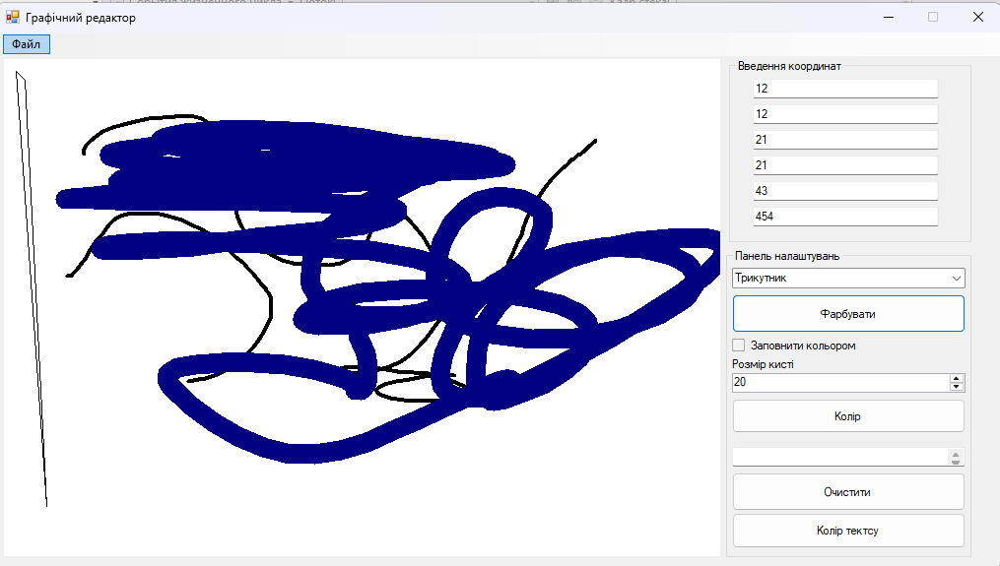 Графічний редактор
Файл
Введення координат
12
12
21
21
43
454
Панель налаштувань
Трикутник
Фарбувати
Заповнити кольором
Розмір кисті
20
Колір
Очистити
Колір тектсу